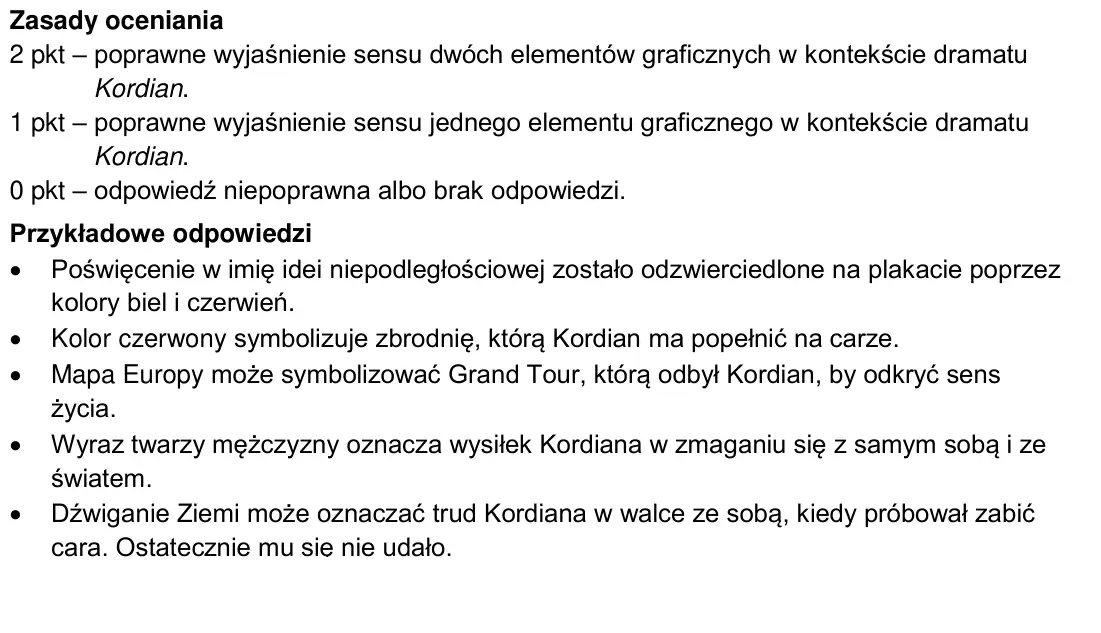 Zasady oceniania
2 pkt – poprawne wyjaśnienie sensu dwóch elementów graficznych w kontekście dramatu
Kordian.
1 pkt – poprawne wyjaśnienie sensu jednego elementu graficznego w kontekście dramatu
Kordian.
0 pkt – odpowiedź niepoprawna albo brak odpowiedzi.
Przykładowe odpowiedzi
• Poświęcenie w imię idei niepodległościowej zostało odzwierciedlone na plakacie poprzez
kolory biel i czerwień.
• Kolor czerwony symbolizuje zbrodnię, którą Kordian ma popełnić na carze.
• Mapa Europy może symbolizować Grand Tour, którą odbył Kordian, by odkryć sens
życia.
• Wyraz twarzy mężczyzny oznacza wysiłek Kordiana w zmaganiu się z samym sobą i ze
światem.
• Dźwiganie Ziemi może oznaczać trud Kordiana w walce ze sobą, kiedy próbował zabić
cara. Ostatecznie mu się nie udało.